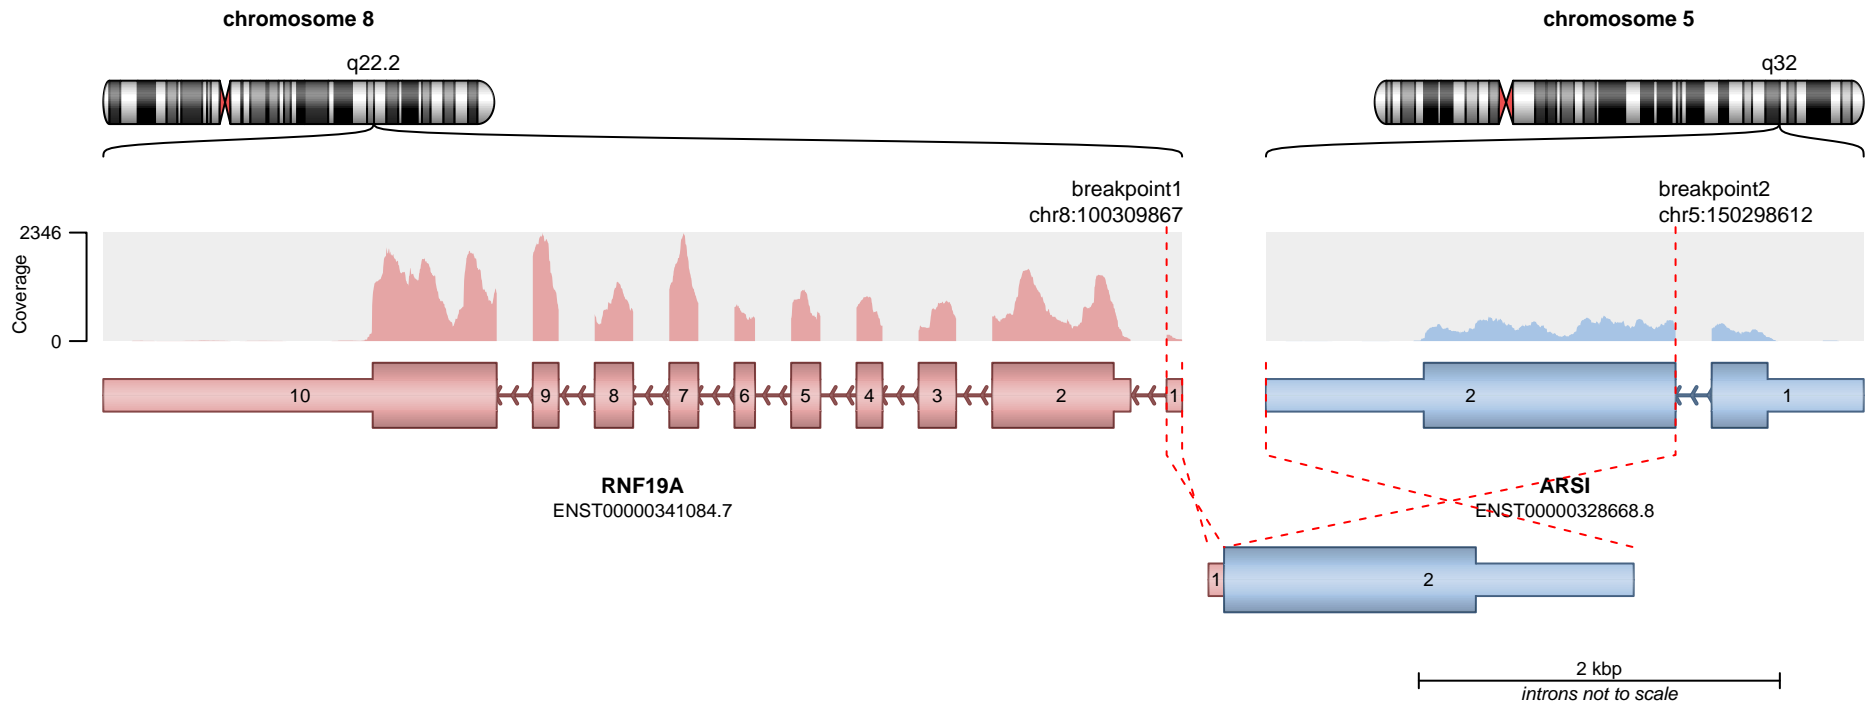 chromosome 8
chromosome 5
q22.2
q32
breakpoint1
chr8:100309867
breakpoint2
chr5:150298612
2346
0
Coverage
10
9
8
7
6
5
4
3
2
1
2
1
RNF19A
ENST00000341084.7
ARSI
ENST00000328668.8
1
2
2 kbp
introns not to scale